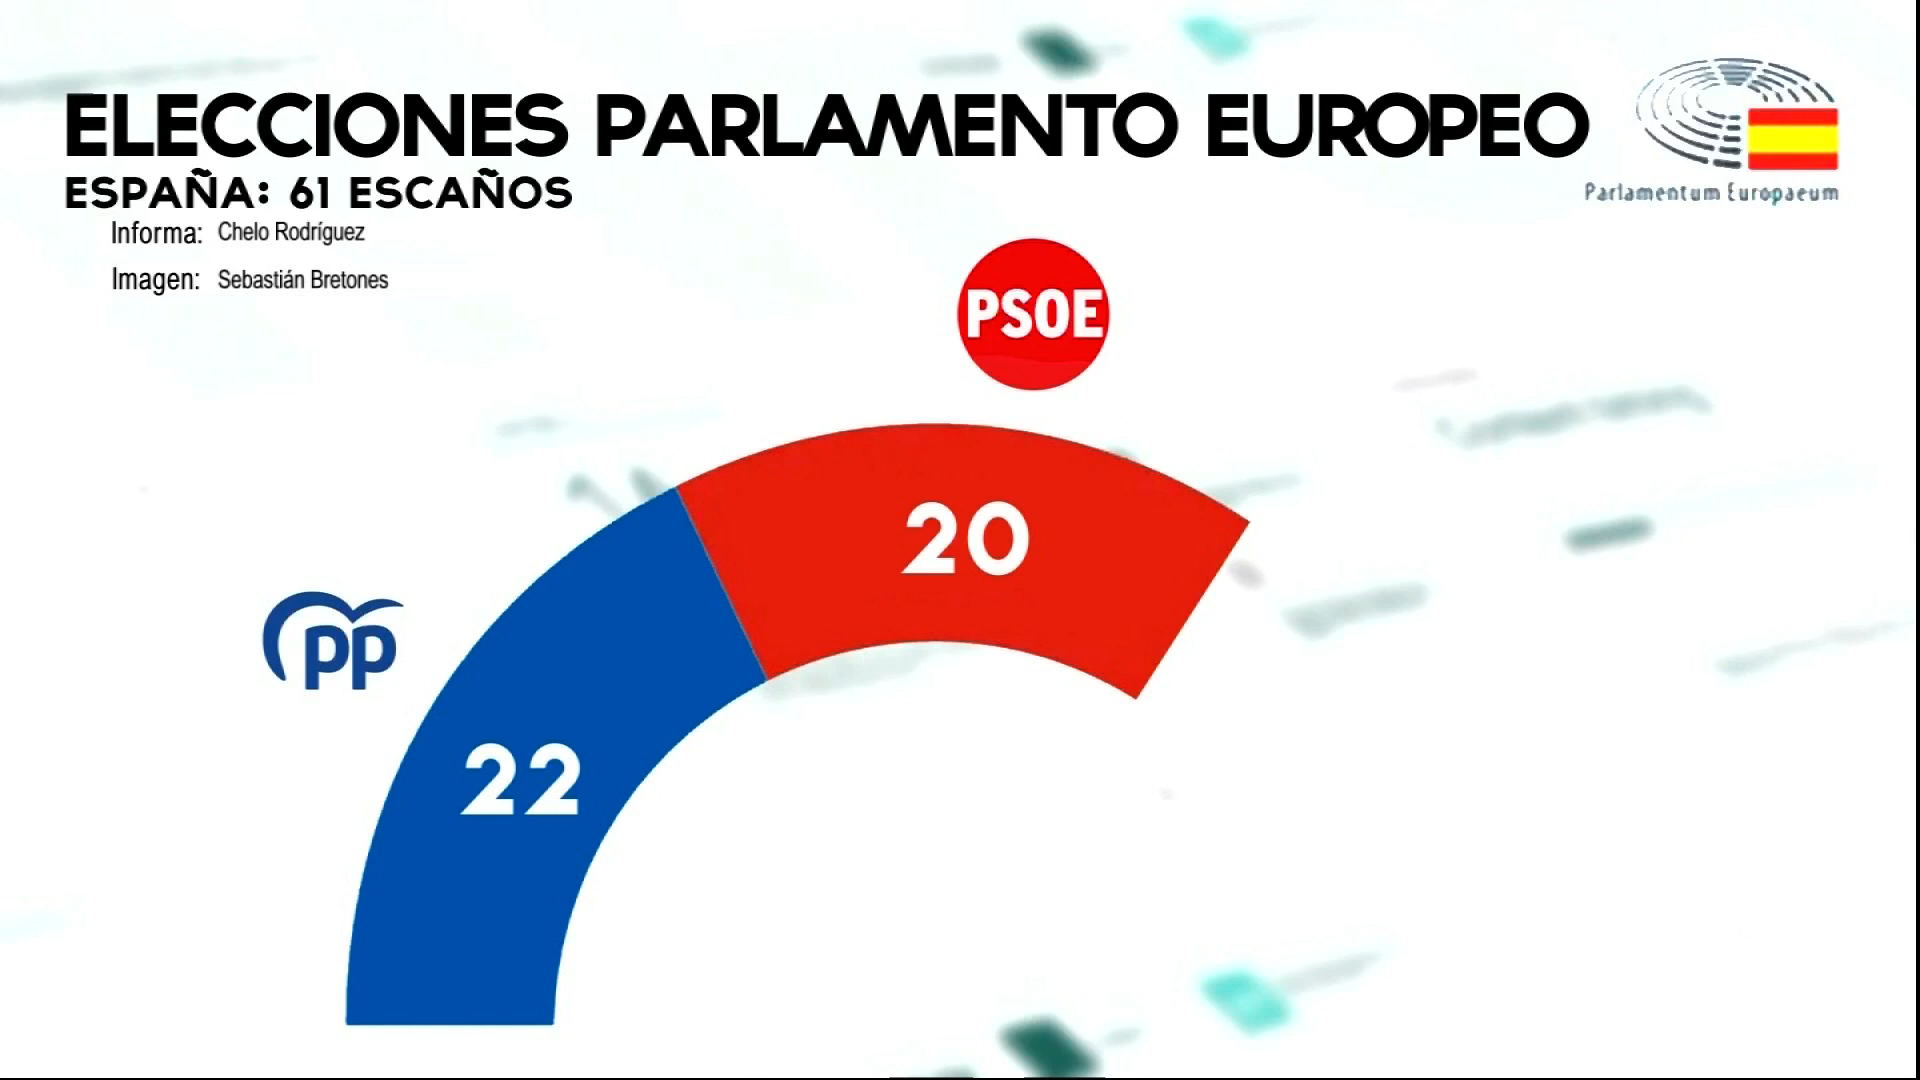 ELECCIONES PARLAMENTO EUROPEO
ESPAÑA: 61 ESCAÑOS
Informa: Chelo Rodríguez
Imagen: Sebastián Bretones
Parlamentum Europaeum
PSOE
20
pp
22